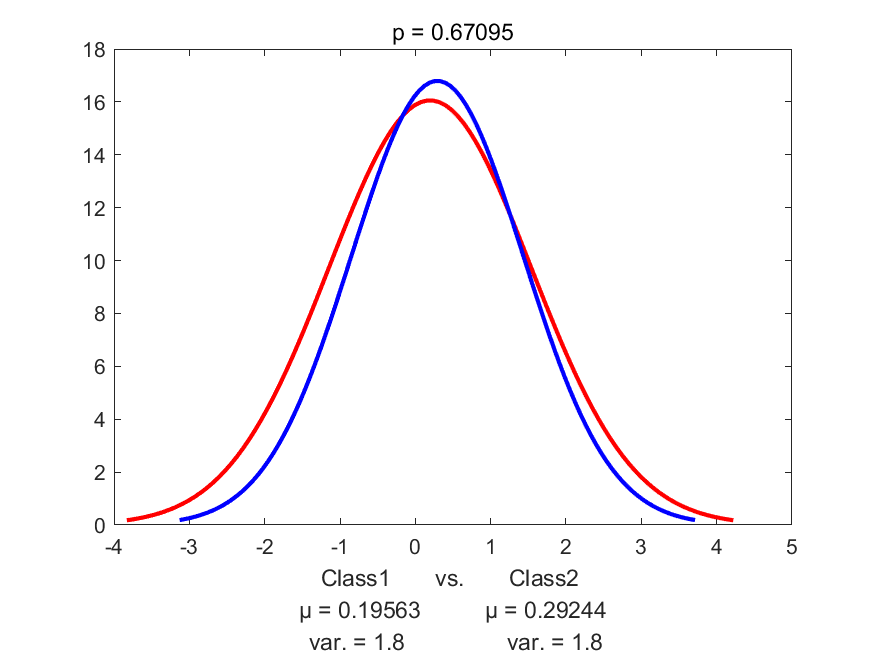 p = 0.67095
18
16
14
12
10
8
6
4
2
0
-4 -3 -2 -1 0 1 2 3 4 5
Class1 vs. Class2
μ = 0.19563 μ = 0.29244
var. = 1.8 var. = 1.8